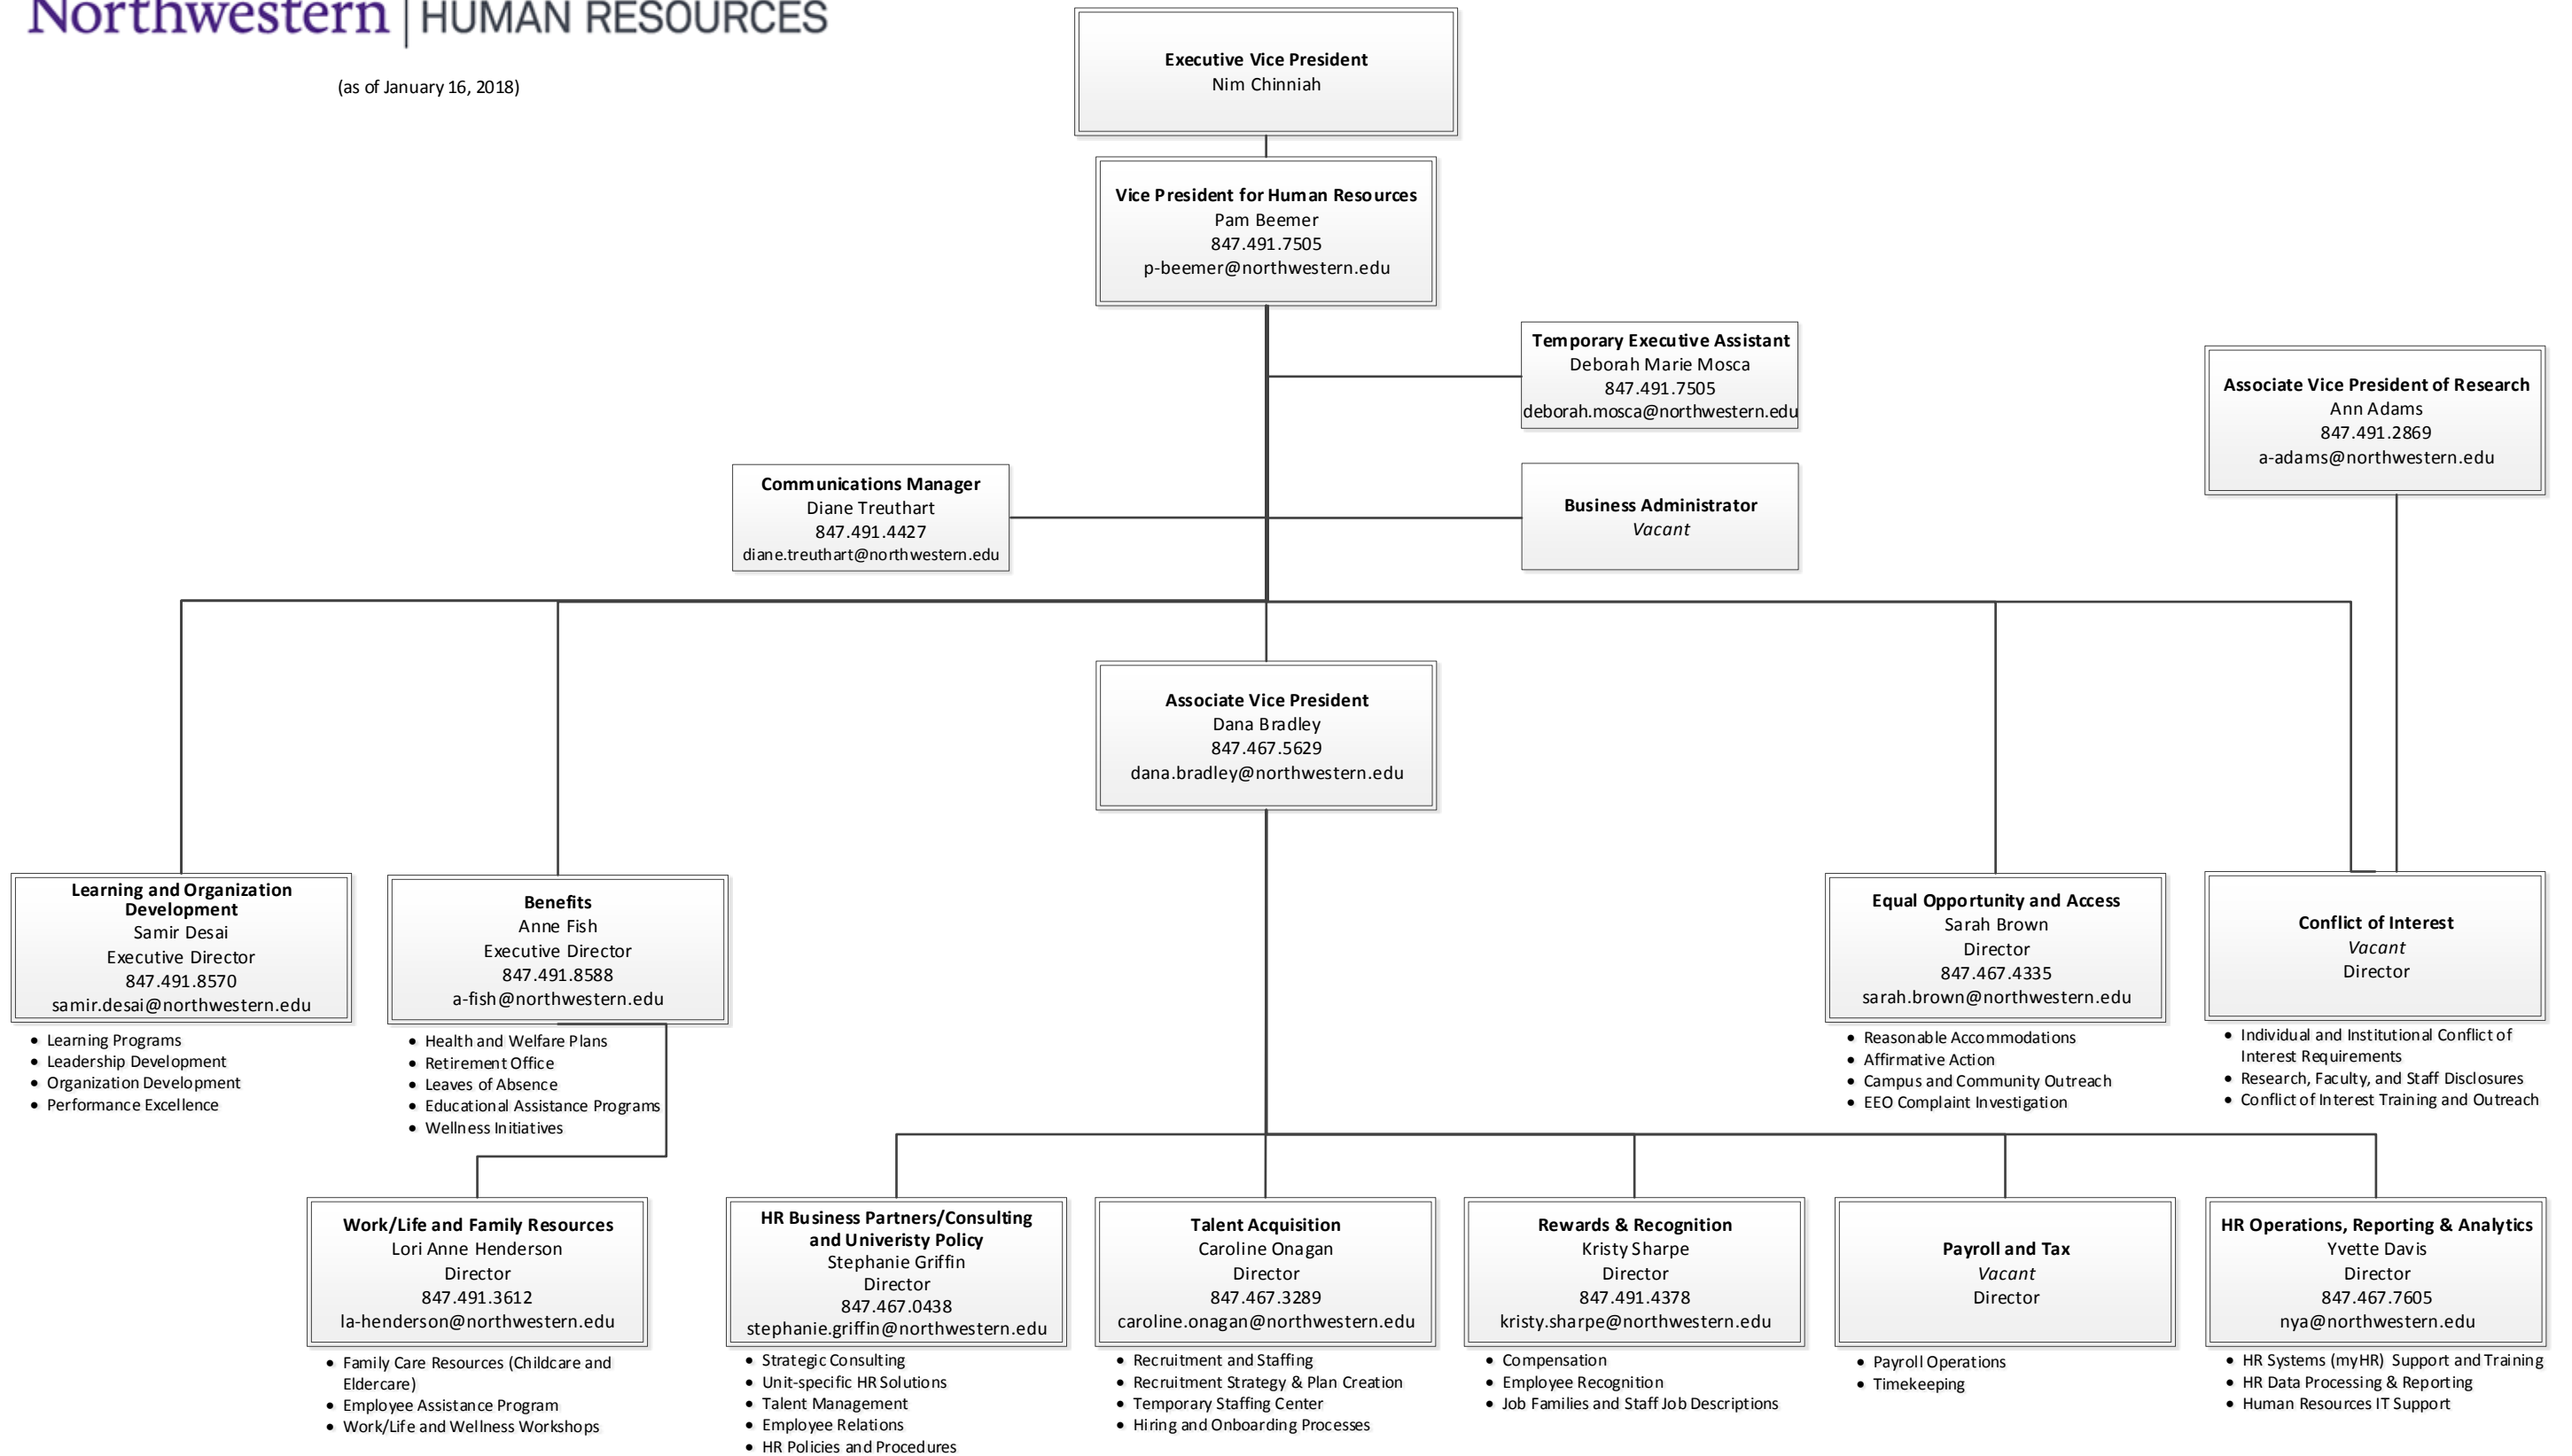 Northwestern | HUMAN RESOURCES
(as of January 16, 2018)
Executive Vice President
Nim Chinniah
Vice President for Human Resources
Pam Beemer
847.491.7505
p-beemer@northwestern.edu
Temporary Executive Assistant
Deborah Marie Mosca
847.491.7505
deborah.mosca@northwestern.edu
Associate Vice President of Research
Ann Adams
847.491.2869
a-adams@northwestern.edu
Communications Manager
Diane Treuthart
847.491.4427
diane.treuthart@northwestern.edu
Business Administrator
Vacant
Associate Vice President
Dana Bradley
847.467.5629
dana.bradley@northwestern.edu
Learning and Organization
Development
Samir Desai
Executive Director
847.491.8570
samir.desai@northwestern.edu
• Learning Programs
• Leadership Development
• Organization Development
• Performance Excellence
Benefits
Anne Fish
Executive Director
847.491.8588
a-fish@northwestern.edu
• Health and Welfare Plans
• Retirement Office
• Leaves of Absence
• Educational Assistance Programs
• Wellness Initiatives
Equal Opportunity and Access
Sarah Brown
Director
847.467.4335
sarah.brown@northwestern.edu
• Reasonable Accommodations
• Affirmative Action
• Campus and Community Outreach
• EEO Complaint Investigation
Conflict of Interest
Vacant
Director
• Individual and Institutional Conflict of
Interest Requirements
• Research, Faculty, and Staff Disclosures
• Conflict of Interest Training and Outreach
Work/Life and Family Resources
Lori Anne Henderson
Director
847.491.3612
la-henderson@northwestern.edu
• Family Care Resources (Childcare and
Eldercare)
• Employee Assistance Program
• Work/Life and Wellness Workshops
HR Business Partners/Consulting
and Univeristy Policy
Stephanie Griffin
Director
847.467.0438
stephanie.griffin@northwestern.edu
• Strategic Consulting
• Unit-specific HR Solutions
• Talent Management
• Employee Relations
• HR Policies and Procedures
Talent Acquisition
Caroline Onagan
Director
847.467.3289
caroline.onagan@northwestern.edu
• Recruitment and Staffing
• Recruitment Strategy & Plan Creation
• Temporary Staffing Center
• Hiring and Onboarding Processes
Rewards & Recognition
Kristy Sharpe
Director
847.491.4378
kristy.sharpe@northwestern.edu
• Compensation
• Employee Recognition
• Job Families and Staff Job Descriptions
Payroll and Tax
Vacant
Director
• Payroll Operations
• Timekeeping
HR Operations, Reporting & Analytics
Yvette Davis
Director
847.467.7605
nya@northwestern.edu
• HR Systems (myHR) Support and Training
• HR Data Processing & Reporting
• Human Resources IT Support